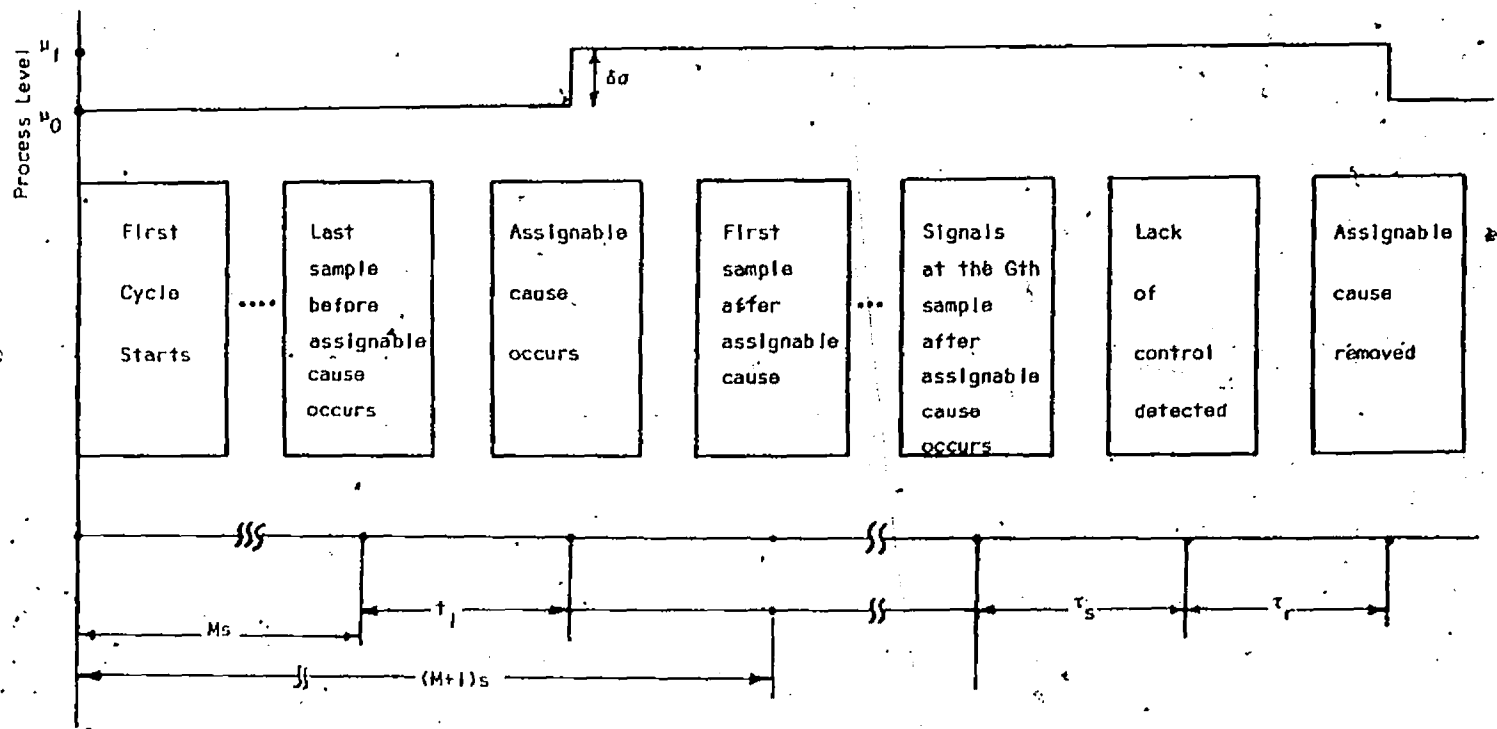 Process Level
μ1
μ0
δσ
First
Cycle
Starts
....
Last
sample
before
assignable
cause
occurs
Assignable
cause
occurs
First
sample
after
assignable
cause
...
Signals
at the Gth
sample
after
assignable
cause
occurs
Lack
of
control
detected
Assignable
cause
removed
t1
τs
τr
Ms
(M+1)s